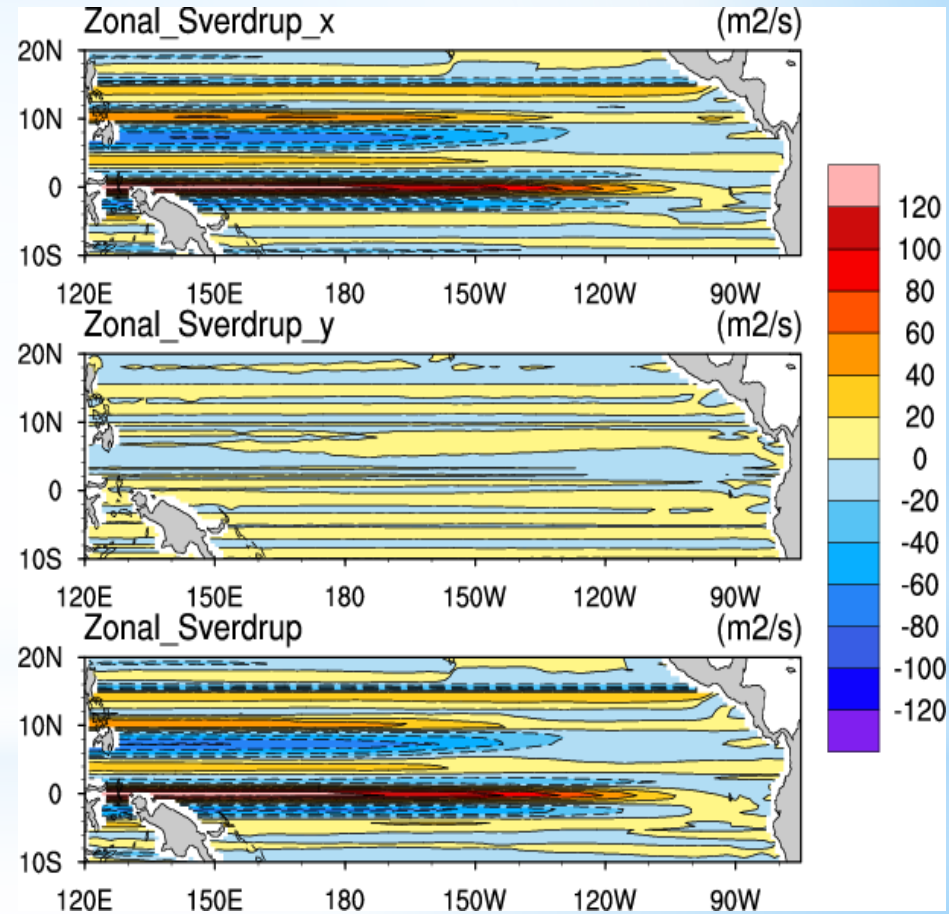 Zonal_Sverdrup_x (m2/s)
20N
10N
0
10S
120E 150E 180 150W 120W 90W
Zonal_Sverdrup_y (m2/s)
20N
10N
0
10S
120E 150E 180 150W 120W 90W
Zonal_Sverdrup (m2/s)
20N
10N
0
10S
120E 150E 180 150W 120W 90W
120
100
80
60
40
20
0
-20
-40
-60
-80
-100
-120